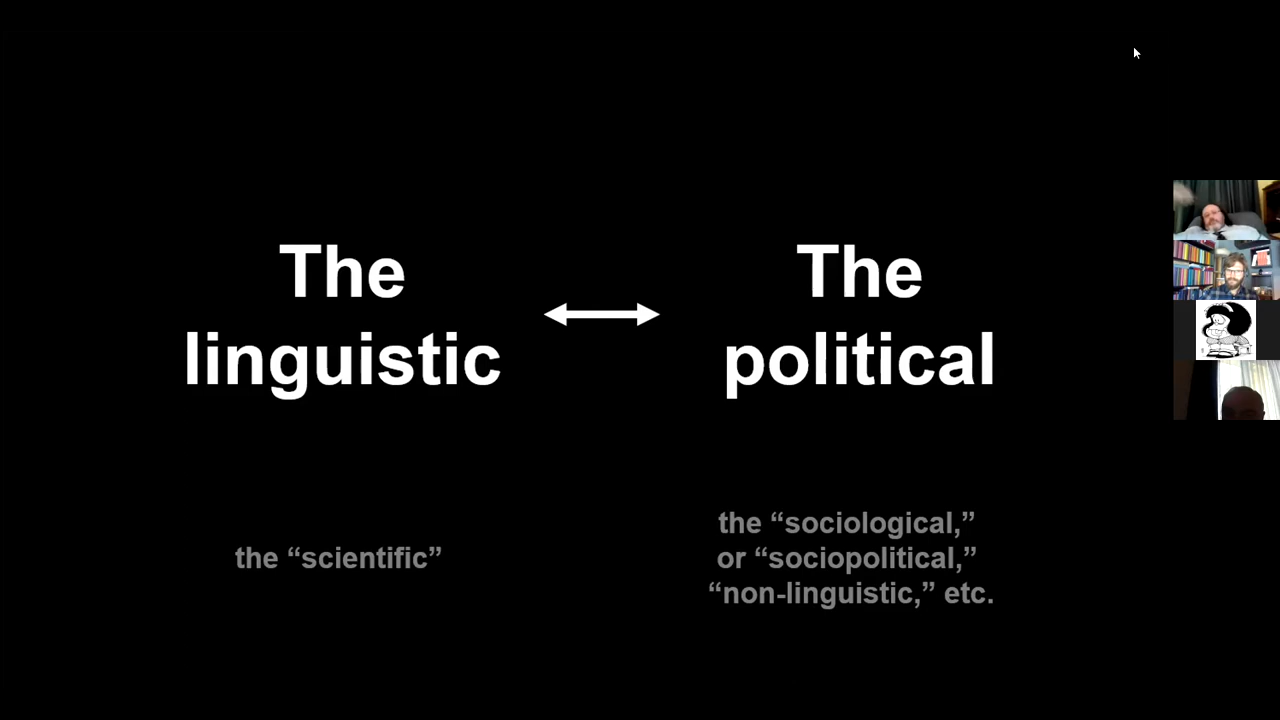 The
linguistic
The
political
the “scientific”
the “sociological,”
or “sociopolitical,”
“non-linguistic,” etc.